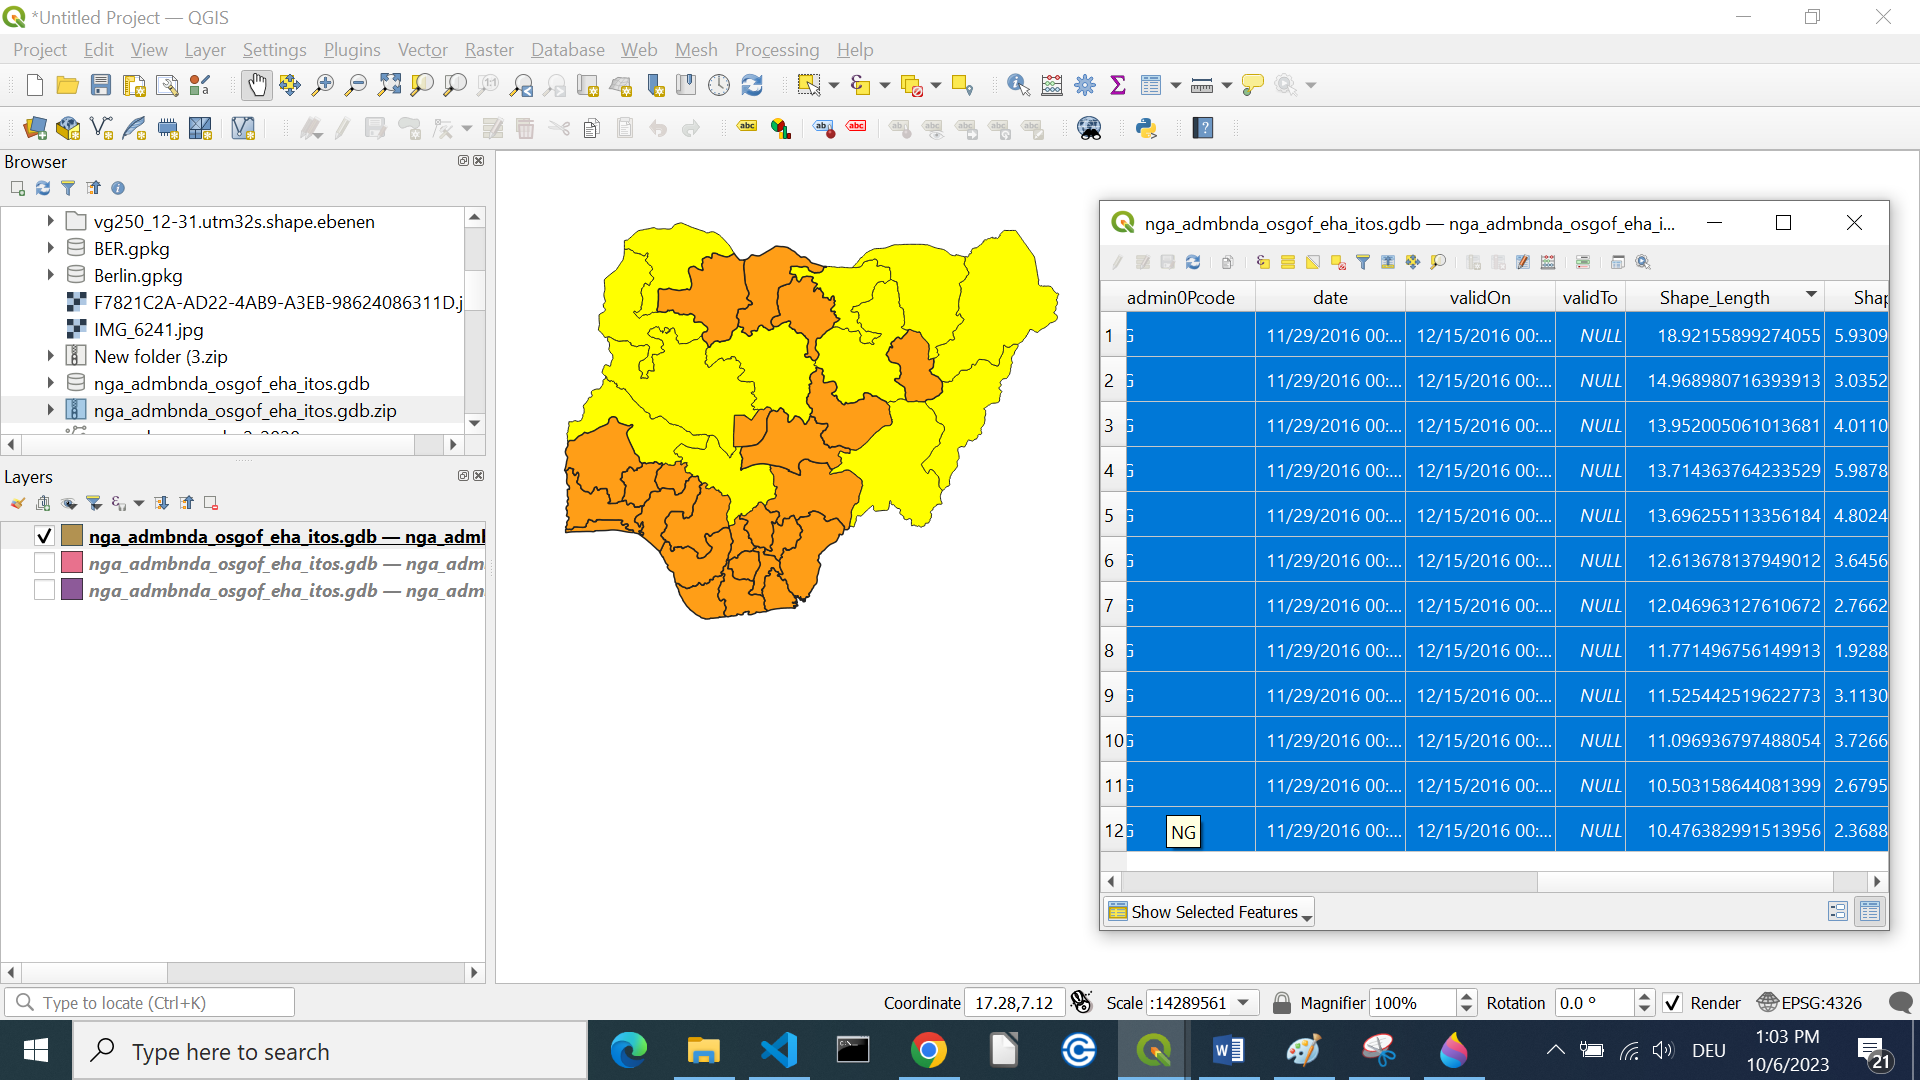 *Untitled Project — QGIS
Project Edit View Layer Settings Plugins Vector Raster Database Web Mesh Processing Help
Browser
vg250_12-31.utm32s.shape.ebenen
BER.gpkg
Berlin.gpkg
F7821C2A-AD22-4AB9-A3EB-98624086311D.j
IMG_6241.jpg
New folder (3.zip
nga_admbnda_osgof_eha_itos.gdb
nga_admbnda_osgof_eha_itos.gdb.zip
Layers
nga_admbnda_osgof_eha_itos.gdb — nga_adml
nga_admbnda_osgof_eha_itos.gdb — nga_adm
nga_admbnda_osgof_eha_itos.gdb — nga_adm
nga_admbnda_osgof_eha_itos.gdb — nga_admbnda_osgof_eha_i...
admin0Pcode date validOn validTo Shape_Length Shap
1 G 11/29/2016 00:... 12/15/2016 00:... NULL 18.92155899274055 5.9309
2 G 11/29/2016 00:... 12/15/2016 00:... NULL 14.968980716393913 3.0352
3 G 11/29/2016 00:... 12/15/2016 00:... NULL 13.952005061013681 4.0110
4 G 11/29/2016 00:... 12/15/2016 00:... NULL 13.714363764233529 5.9878
5 G 11/29/2016 00:... 12/15/2016 00:... NULL 13.696255113356184 4.8024
6 G 11/29/2016 00:... 12/15/2016 00:... NULL 12.613678137949012 3.6456
7 G 11/29/2016 00:... 12/15/2016 00:... NULL 12.046963127610672 2.7662
8 G 11/29/2016 00:... 12/15/2016 00:... NULL 11.771496756149913 1.9288
9 G 11/29/2016 00:... 12/15/2016 00:... NULL 11.525442519622773 3.1130
10 G 11/29/2016 00:... 12/15/2016 00:... NULL 11.096936797488054 3.7266
11 G 11/29/2016 00:... 12/15/2016 00:... NULL 10.503158644081399 2.6795
12 G 11/29/2016 00:... 12/15/2016 00:... NULL 10.476382991513956 2.3688
NG
Show Selected Features
Type to locate (Ctrl+K)
Coordinate 17.28,7.12 Scale :14289561 Magnifier 100% Rotation 0.0 ° Render EPSG:4326
Type here to search
DEU
1:03 PM
10/6/2023
21